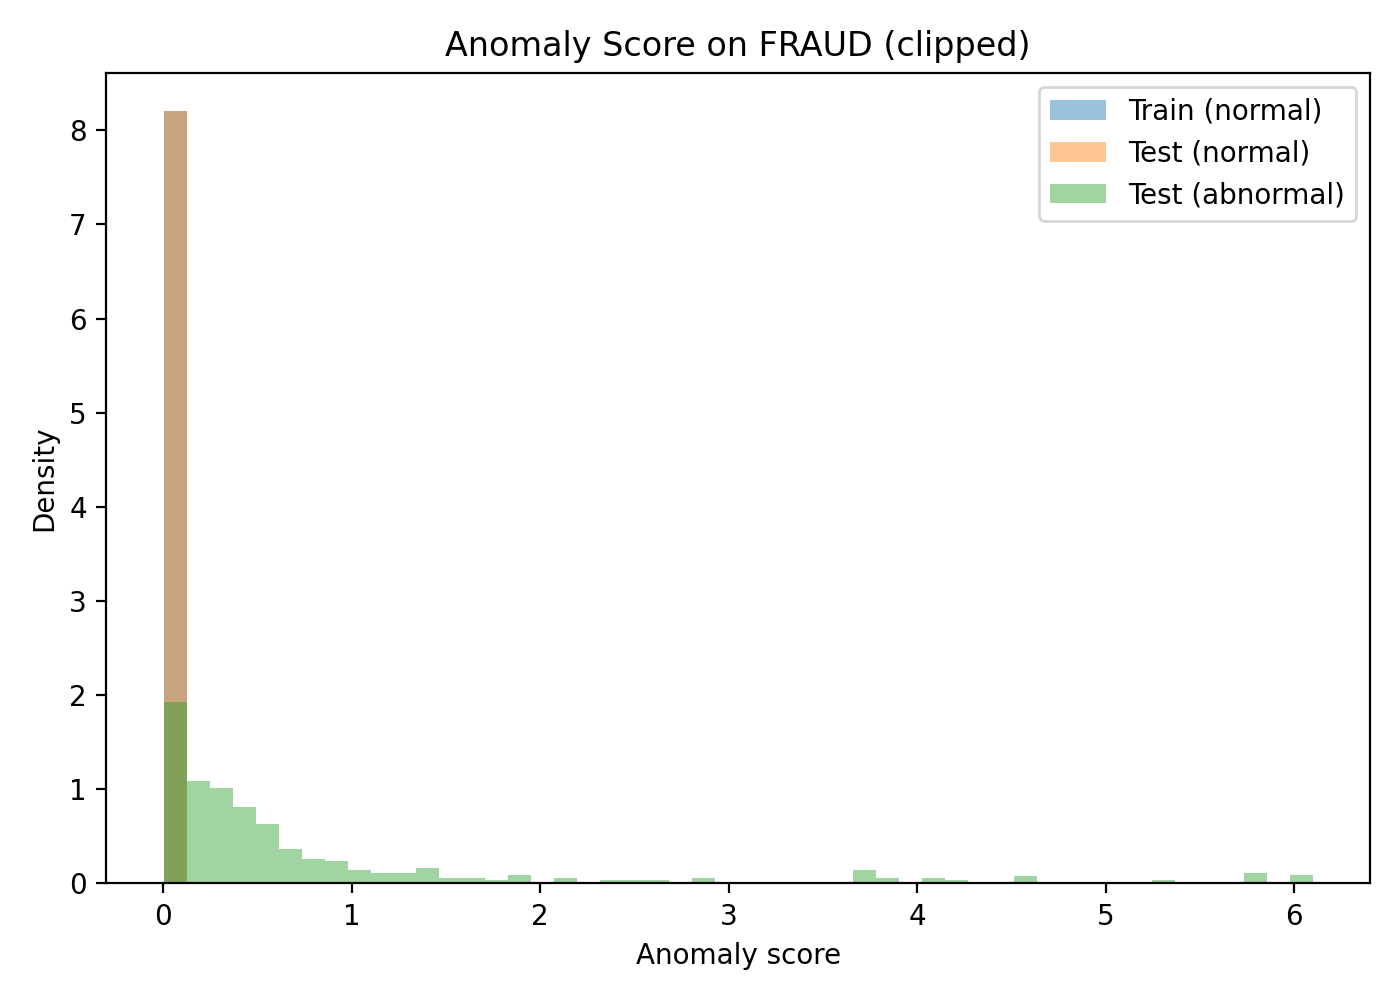 Anomaly Score on FRAUD (clipped)
Train (normal)
Test (normal)
Test (abnormal)
8
7
6
5
4
3
2
1
0
Density
0 1 2 3 4 5 6
Anomaly score